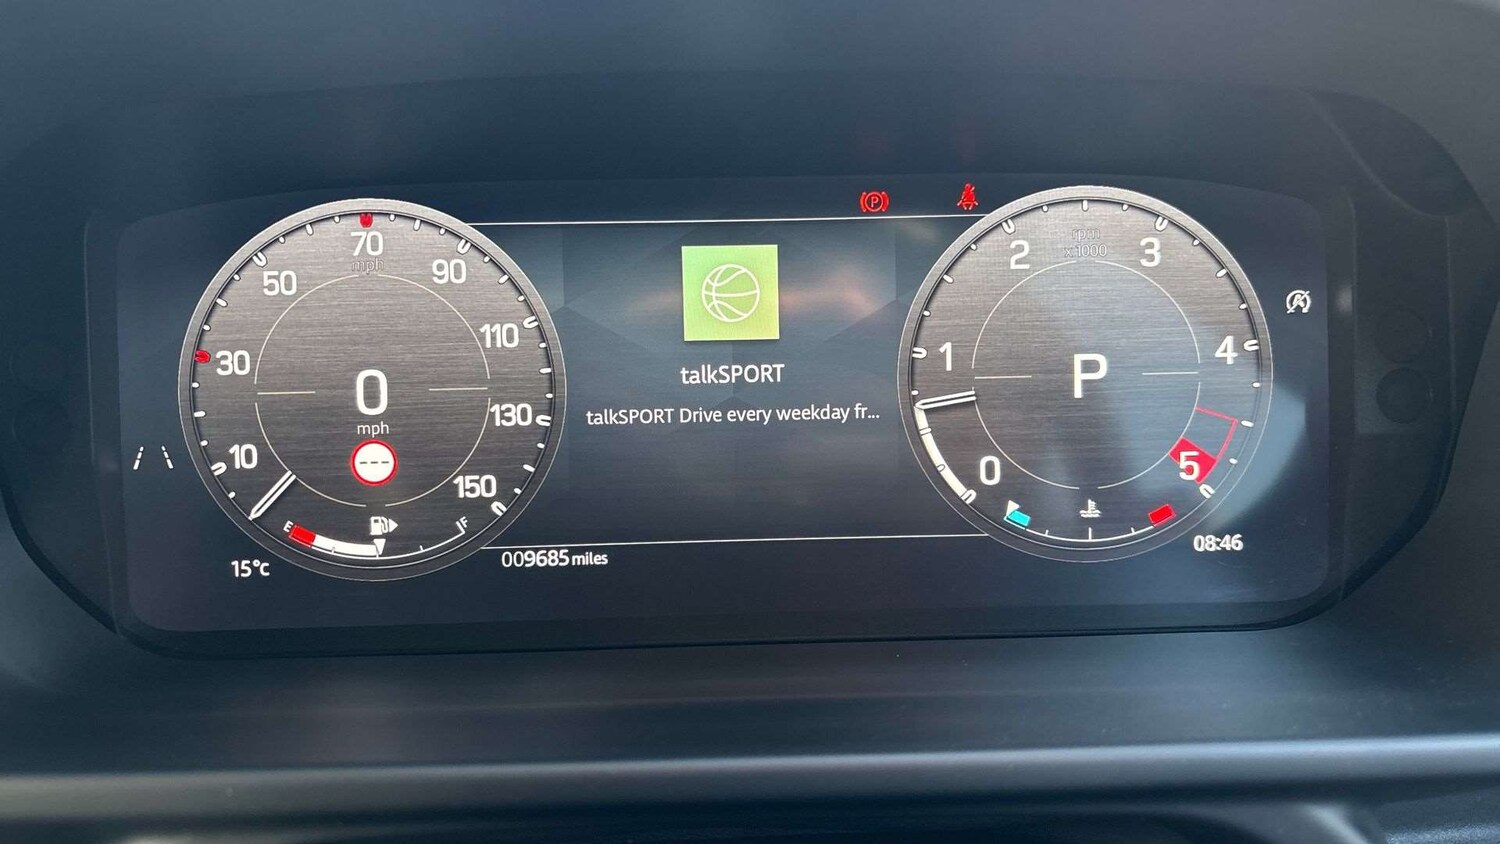 70
mph
50
90
30
110
0
mph
---
10
130
150
E
F
15°C
009685 miles
talkSPORT
talkSPORT Drive every weekday fr...
P
rpm
x1000
2
3
1
4
P
0
5
08:46